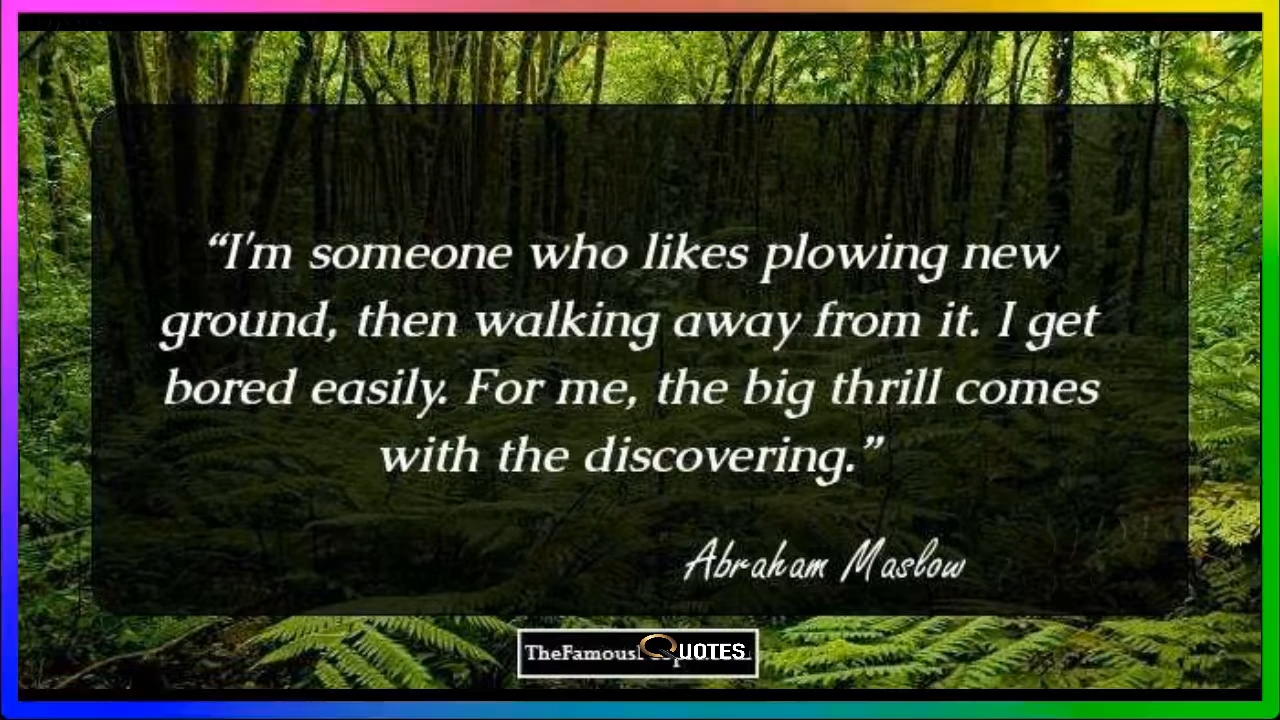 “I'm someone who likes plowing new
ground, then walking away from it. I get
bored easily. For me, the big thrill comes
with the discovering.”
Abraham Maslow
QUOTES